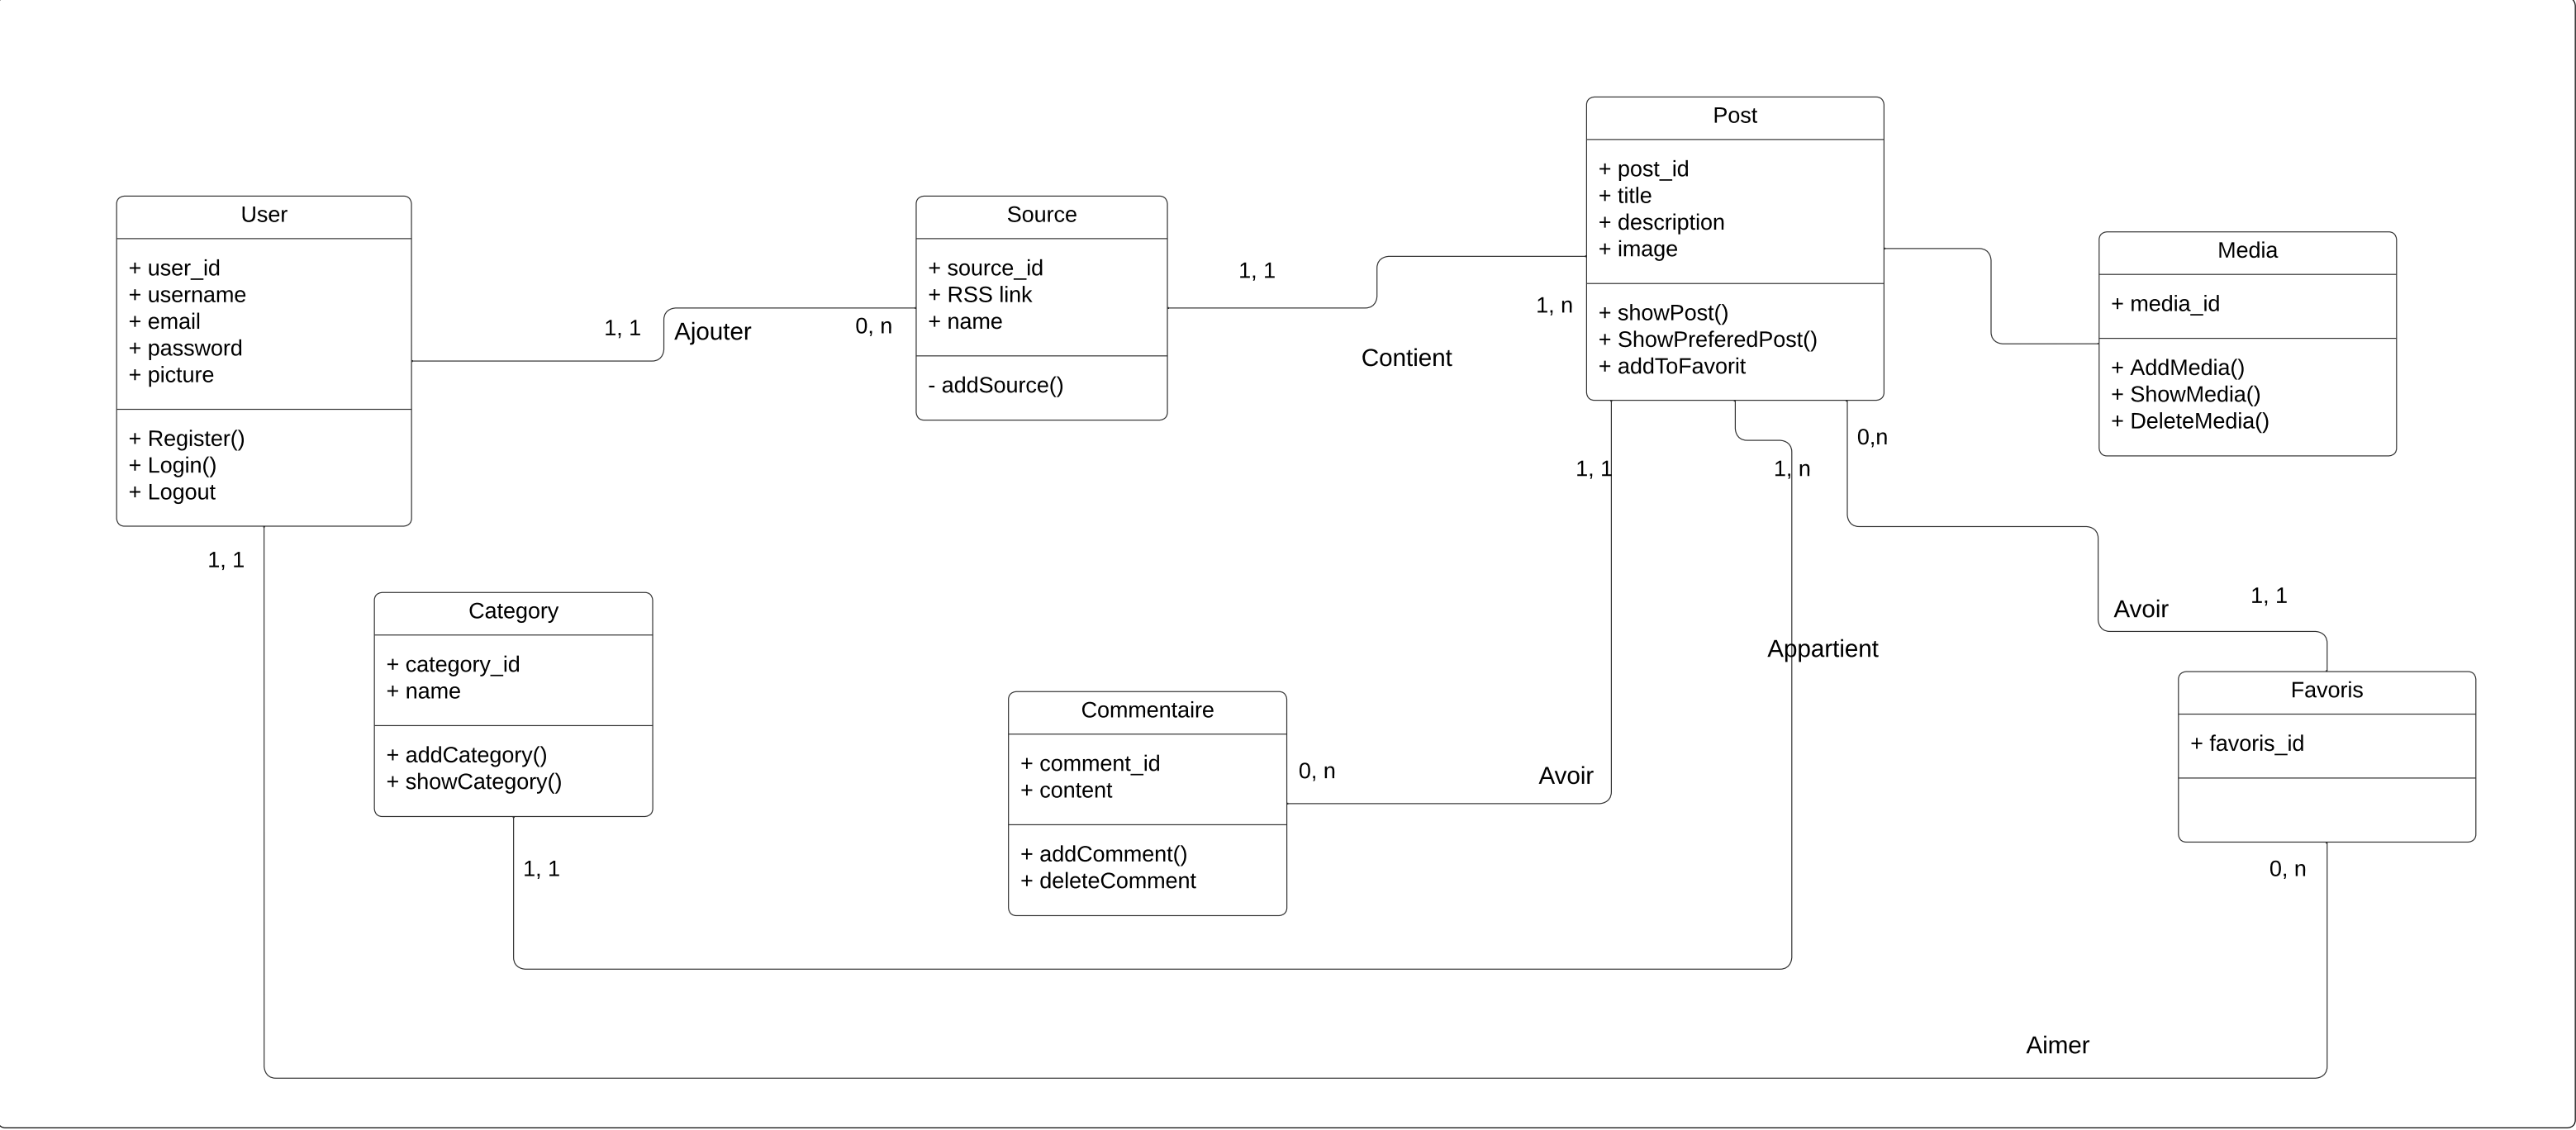 User
+ user_id
+ username
+ email
+ password
+ picture
+ Register()
+ Login()
+ Logout
1, 1
Ajouter
0, n
Source
+ source_id
+ RSS link
+ name
- addSource()
1, 1
Contient
1, n
Post
+ post_id
+ title
+ description
+ image
+ showPost()
+ ShowPreferedPost()
+ addToFavorit
Media
+ media_id
+ AddMedia()
+ ShowMedia()
+ DeleteMedia()
1, 1
1, n
0,n
1, 1
Category
+ category_id
+ name
+ addCategory()
+ showCategory()
1, 1
Commentaire
+ comment_id
+ content
+ addComment()
+ deleteComment
0, n
Avoir
Appartient
Avoir
1, 1
Favoris
+ favoris_id
0, n
Aimer